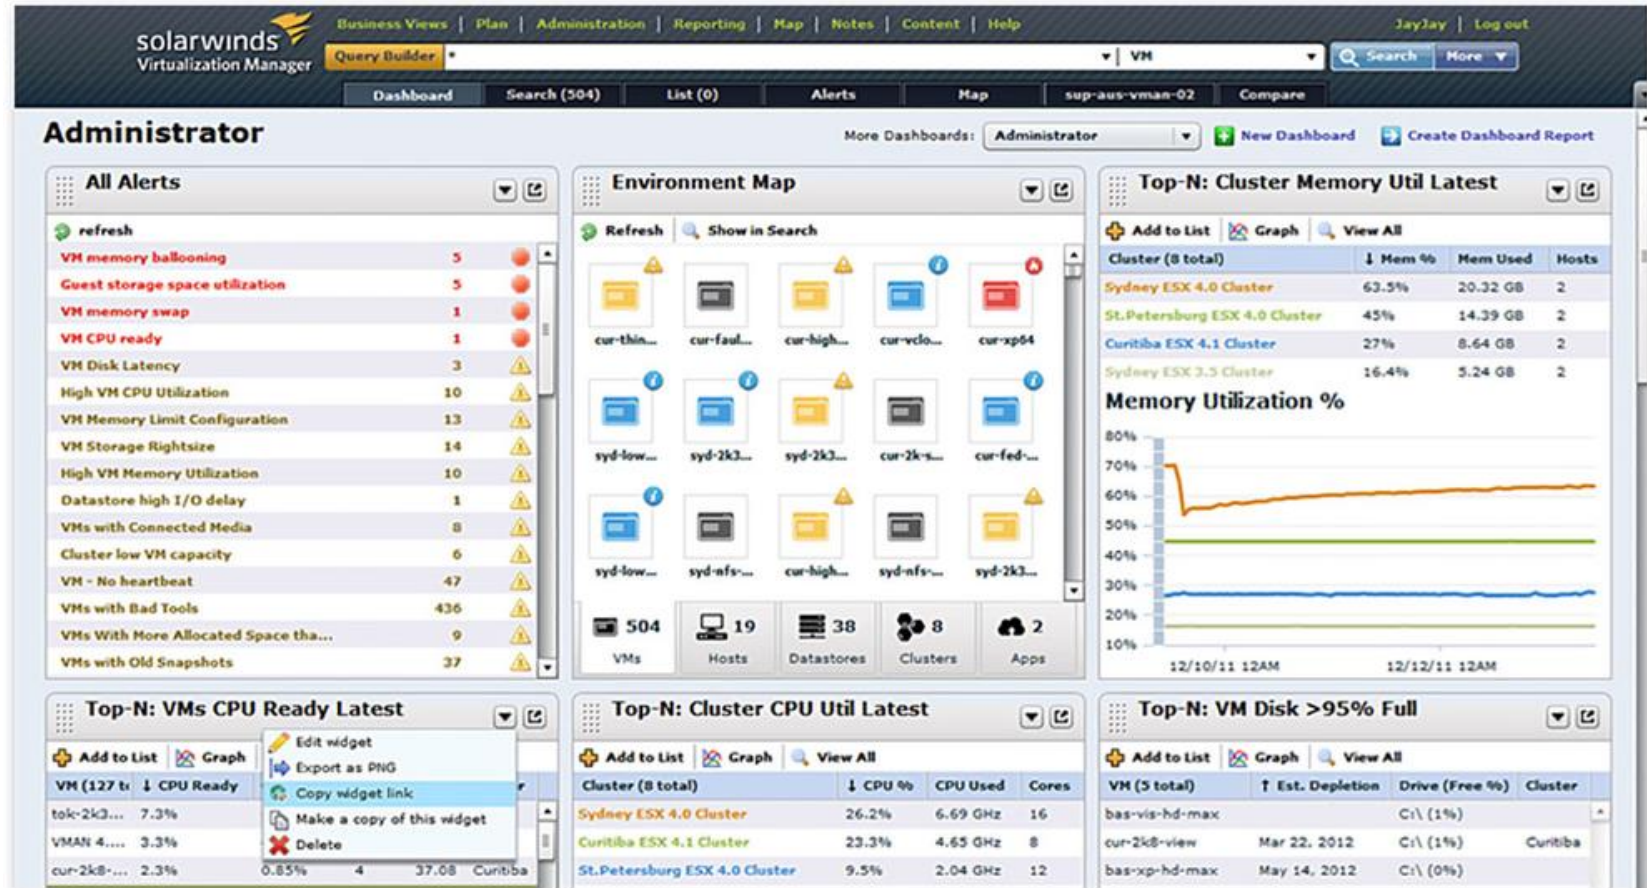 solarwinds
Virtualization Manager
Business Views | Plan | Administration | Reporting | Map | Notes | Content | Help
JayJay | Log out
Query Builder * VM Search More
Dashboard Search (504) List (0) Alerts Map sup-aus-vman-02 Compare
Administrator
More Dashboards: Administrator New Dashboard Create Dashboard Report
All Alerts
refresh
VM memory ballooning 5
Guest storage space utilization 5
VM memory swap 1
VM CPU ready 1
VM Disk Latency 3
High VM CPU Utilization 10
VM Memory Limit Configuration 13
VM Storage Rightsize 14
High VM Memory Utilization 10
Datastore high I/O delay 1
VMs with Connected Media 8
Cluster low VM capacity 6
VM - No heartbeat 47
VMs with Bad Tools 436
VMs With More Allocated Space tha... 9
VMs with Old Snapshots 37
Environment Map
Refresh Show in Search
cur-thin... cur-faul... cur-high... cur-vclo... cur-xp64
syd-low... syd-2k3... syd-2k3... cur-2k-s... cur-fed-...
syd-low... syd-nfs-... cur-high... syd-nfs-... syd-2k3...
504 19 38 8 2
VMs Hosts Datastores Clusters Apps
Top-N: Cluster Memory Util Latest
Add to List Graph View All
Cluster (8 total) ↓ Mem % Mem Used Hosts
Sydney ESX 4.0 Cluster 63.5% 20.32 GB 2
St.Petersburg ESX 4.0 Cluster 45% 14.39 GB 2
Curitiba ESX 4.1 Cluster 27% 8.64 GB 2
Sydney ESX 3.5 Cluster 16.4% 5.24 GB 2
Memory Utilization %
80%
70%
60%
50%
40%
30%
20%
10%
12/10/11 12AM 12/12/11 12AM
Top-N: VMs CPU Ready Latest
Add to List Graph
VM (127 t ↓ CPU Ready r
tok-2k3... 7.3%
VMAN 4.... 3.3%
cur-2k8-... 2.3% 0.85% 4 37.08 Curitiba
Edit widget
Export as PNG
Copy widget link
Make a copy of this widget
Delete
Top-N: Cluster CPU Util Latest
Add to List Graph View All
Cluster (8 total) ↓ CPU % CPU Used Cores
Sydney ESX 4.0 Cluster 26.2% 6.69 GHz 16
Curitiba ESX 4.1 Cluster 23.3% 4.65 GHz 8
St.Petersburg ESX 4.0 Cluster 9.5% 2.04 GHz 12
Top-N: VM Disk >95% Full
Add to List Graph View All
VM (5 total) ↑ Est. Depletion Drive (Free %) Cluster
bas-vis-hd-max C:\ (1%)
cur-2k8-view Mar 22, 2012 C:\ (1%) Curitiba
bas-xp-hd-max May 14, 2012 C:\ (0%)